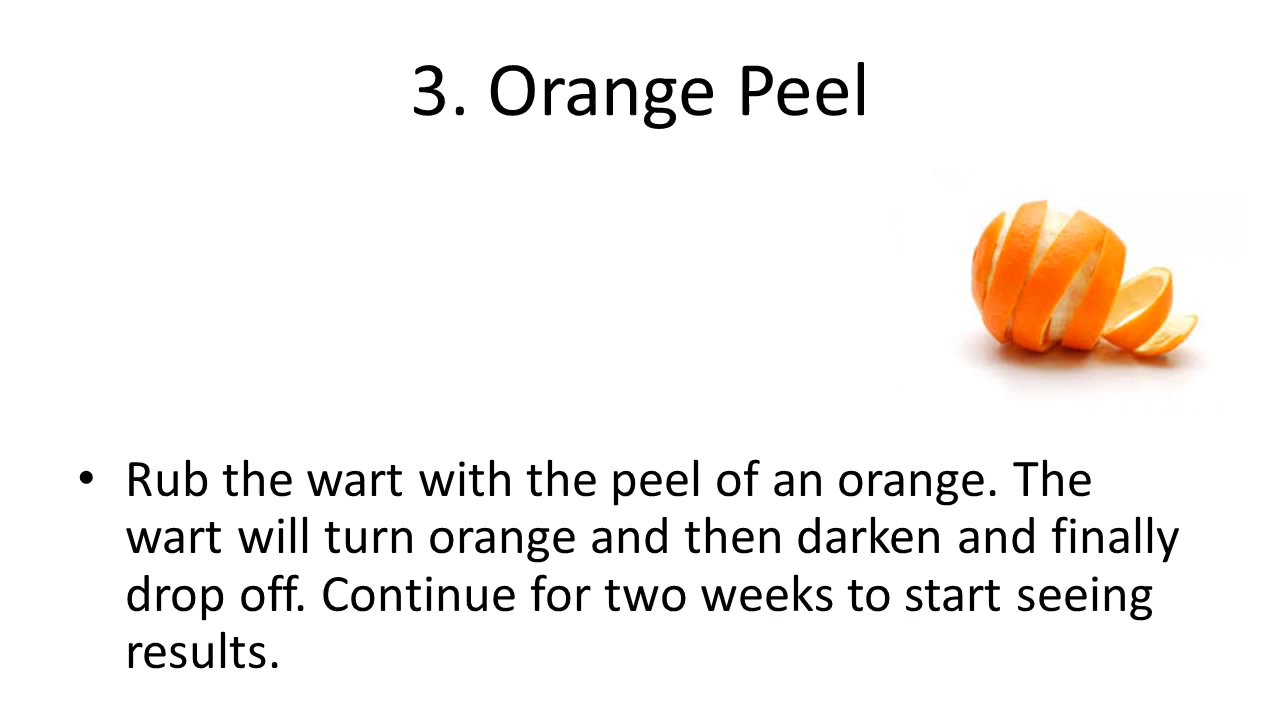 3. Orange Peel
• Rub the wart with the peel of an orange. The
wart will turn orange and then darken and finally
drop off. Continue for two weeks to start seeing
results.